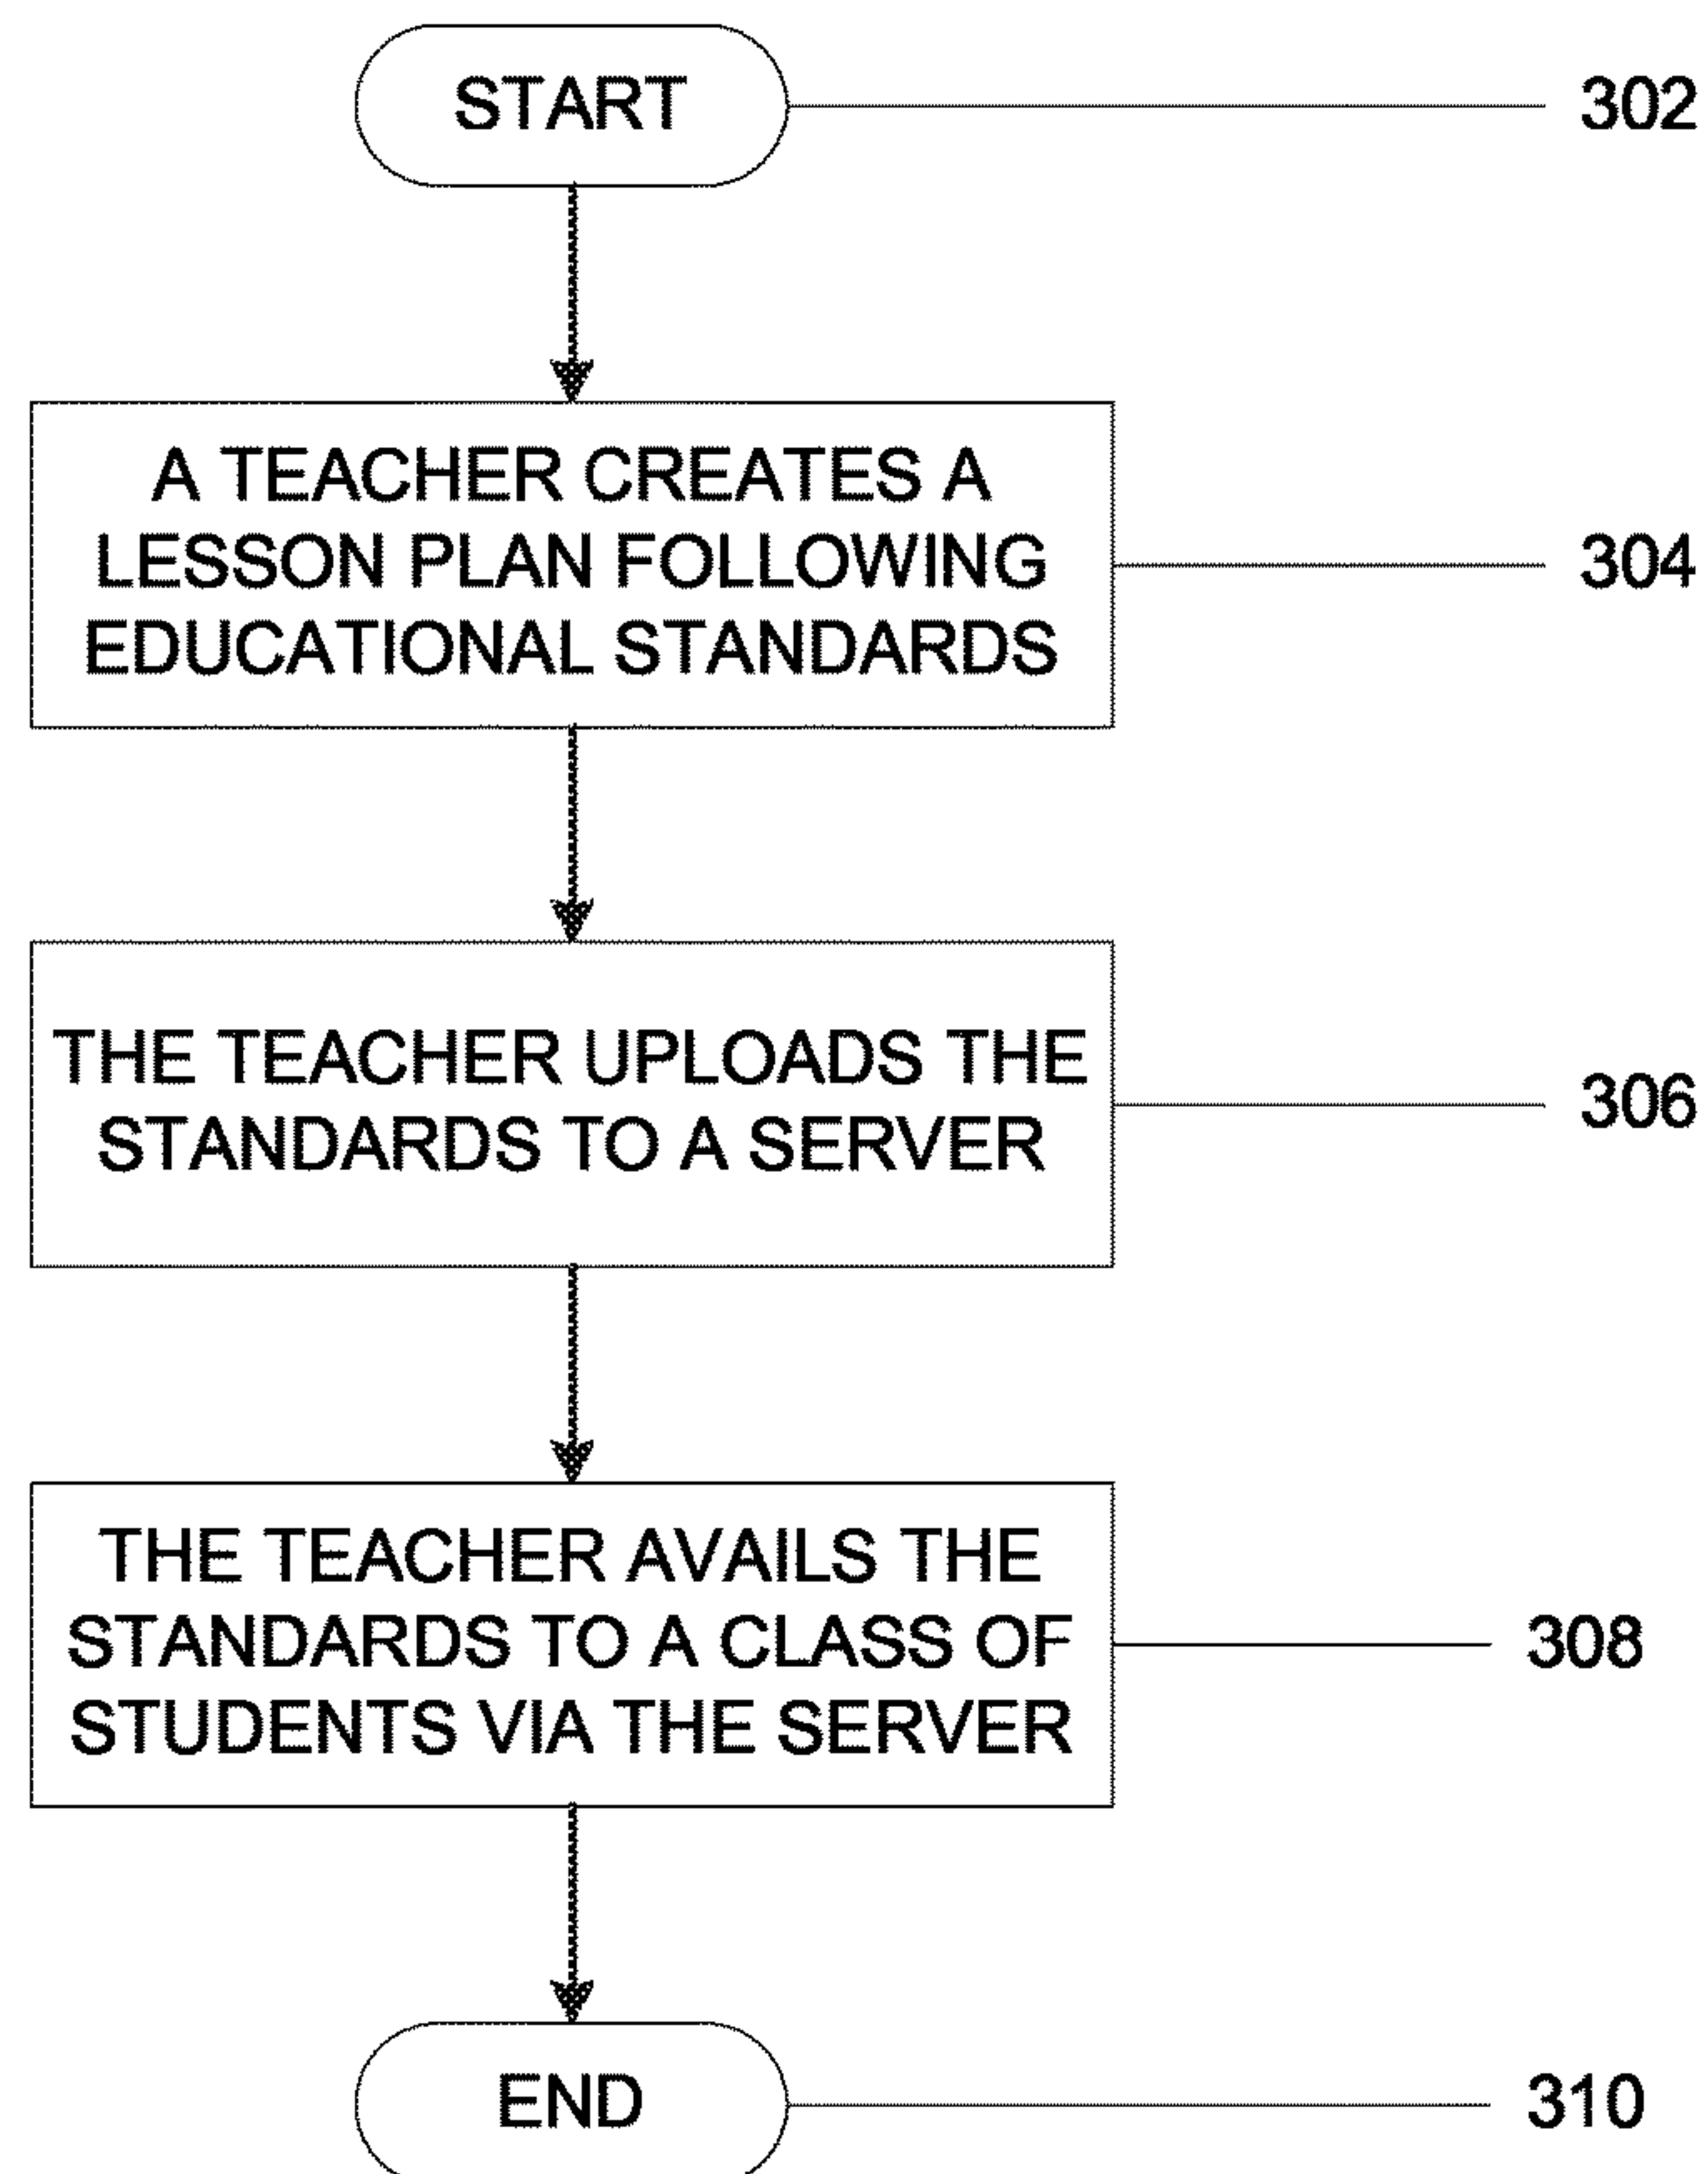 START
302
A TEACHER CREATES A
LESSON PLAN FOLLOWING
EDUCATIONAL STANDARDS
304
THE TEACHER UPLOADS THE
STANDARDS TO A SERVER
306
THE TEACHER AVAILS THE
STANDARDS TO A CLASS OF
STUDENTS VIA THE SERVER
308
END
310